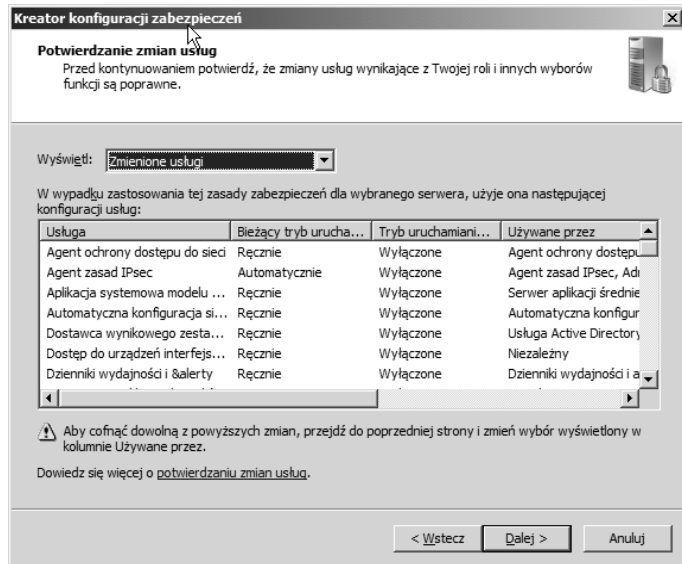 Kreator konfiguracji zabezpieczeń
Potwierdzanie zmian usług
Przed kontynuowaniem potwierdź, że zmiany usług wynikające z Twojej roli i innych wyborów
funkcji są poprawne.
Wyświetl: Zmienione usługi
W wypadku zastosowania tej zasady zabezpieczeń dla wybranego serwera, użyje ona następującej
konfiguracji usług:
Usługa Bieżący tryb urucha... Tryb uruchamiani... Używane przez
Agent ochrony dostępu do sieci Ręcznie Wyłączone Agent ochrony dostępu
Agent zasad IPsec Automatycznie Wyłączone Agent zasad IPsec, Adr
Aplikacja systemowa modelu ... Ręcznie Wyłączone Serwer aplikacji średnie
Automatyczna konfiguracja si... Ręcznie Wyłączone Automatyczna konfigur
Dostawca wynikowego zesta... Ręcznie Wyłączone Usługa Active Directory
Dostęp do urządzeń interfejs... Ręcznie Wyłączone Niezależny
Dzienniki wydajności i &alerty Ręcznie Wyłączone Dzienniki wydajności i a
Aby cofnąć dowolną z powyższych zmian, przejdź do poprzedniej strony i zmień wybór wyświetlony w
kolumnie Używane przez.
Dowiedz się więcej o potwierdzaniu zmian usług.
< Wstecz Dalej > Anuluj